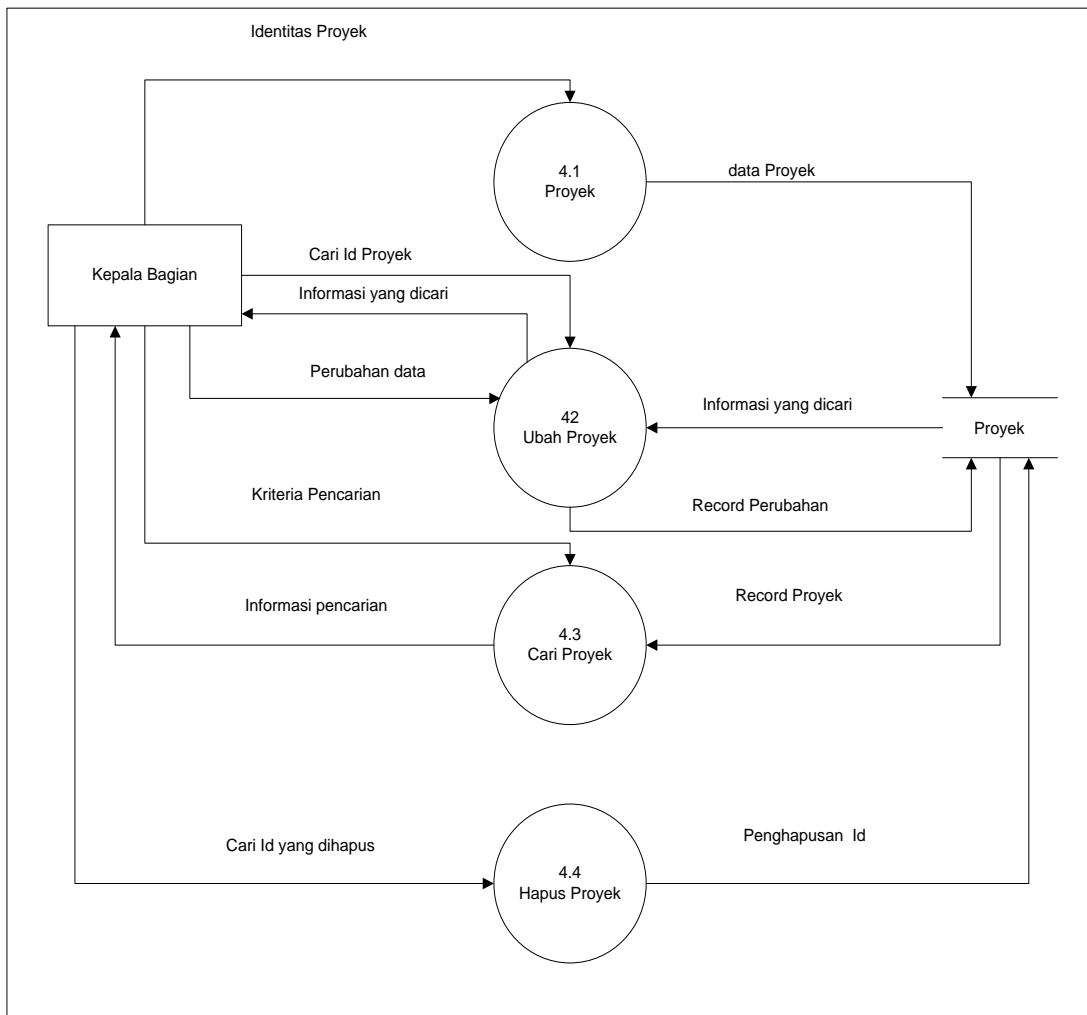 Identitas Proyek
4.1
Proyek
data Proyek
Kepala Bagian
Cari Id Proyek
Informasi yang dicari
Perubahan data
42
Ubah Proyek
Informasi yang dicari
Proyek
Kriteria Pencarian
Record Perubahan
Informasi pencarian
4.3
Cari Proyek
Record Proyek
Cari Id yang dihapus
4.4
Hapus Proyek
Penghapusan  Id